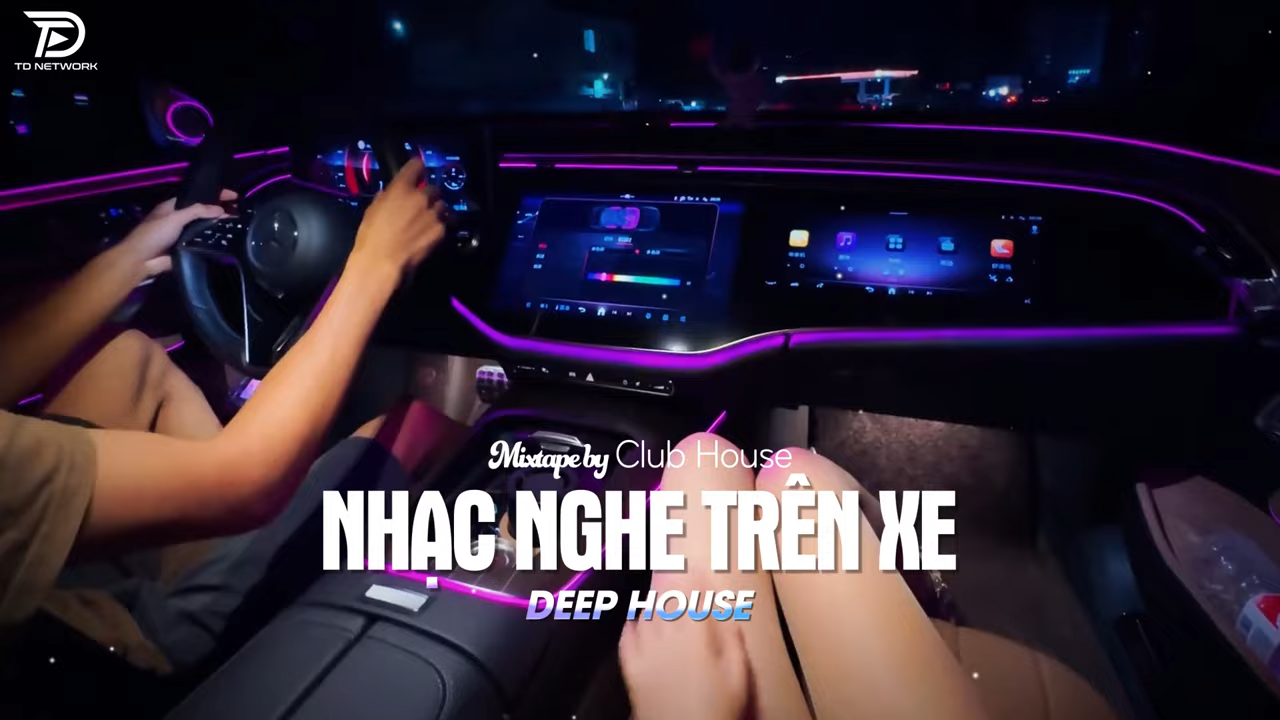 TD NETWORK
Mixtape by Club House
NHẠC NGHE TRÊN XE
DEEP HOUSE